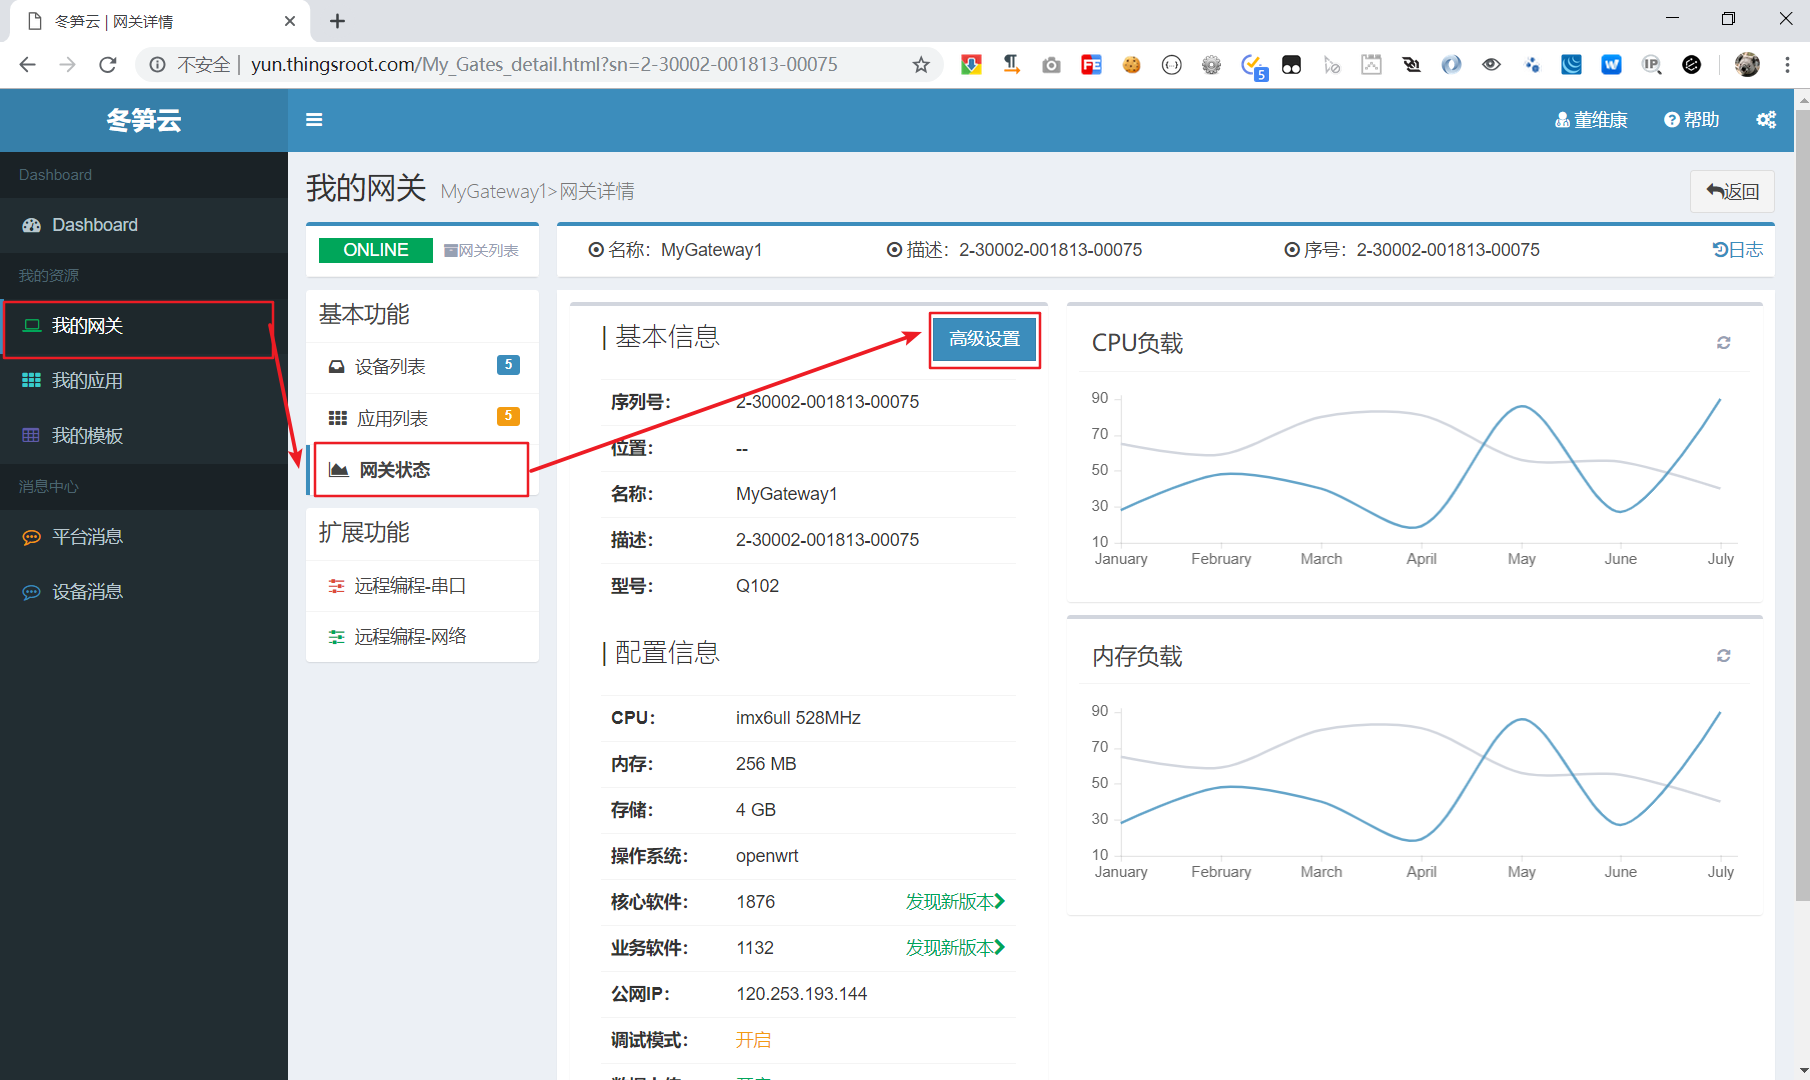 冬笋云 | 网关详情
不安全 | yun.thingsroot.com/My_Gates_detail.html?sn=2-30002-001813-00075
冬笋云
董维康
帮助
Dashboard
Dashboard
我的资源
我的网关
我的应用
我的模板
消息中心
平台消息
设备消息
我的网关 MyGateway1>网关详情
返回
ONLINE 网关列表
名称：MyGateway1 描述：2-30002-001813-00075 序号：2-30002-001813-00075 日志
基本功能
设备列表 5
应用列表 5
网关状态
扩展功能
远程编程-串口
远程编程-网络
| 基本信息
高级设置
序列号： 2-30002-001813-00075
位置： --
名称： MyGateway1
描述： 2-30002-001813-00075
型号： Q102
| 配置信息
CPU： imx6ull 528MHz
内存： 256 MB
存储： 4 GB
操作系统： openwrt
核心软件： 1876 发现新版本
业务软件： 1132 发现新版本
公网IP： 120.253.193.144
调试模式： 开启
CPU负载
90
70
50
30
10
January February March April May June July
内存负载
90
70
50
30
10
January February March April May June July